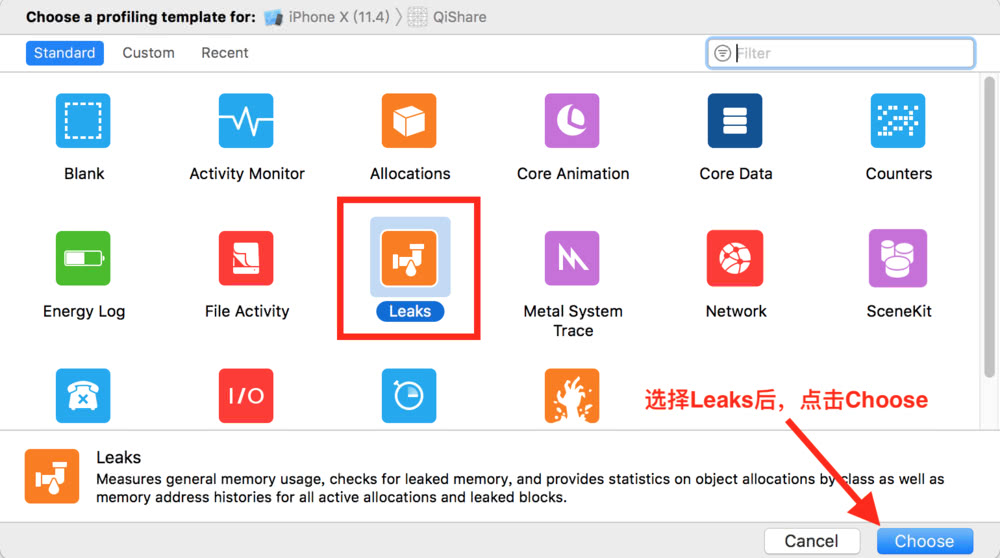 Choose a profiling template for: iPhone X (11.4) 〉 QiShare
Standard Custom Recent Filter
Blank Activity Monitor Allocations Core Animation Core Data Counters
Energy Log File Activity Leaks Metal System Trace Network SceneKit
I/O
选择Leaks后，点击Choose
Leaks
Measures general memory usage, checks for leaked memory, and provides statistics on object allocations by class as well as
memory address histories for all active allocations and leaked blocks.
Cancel Choose